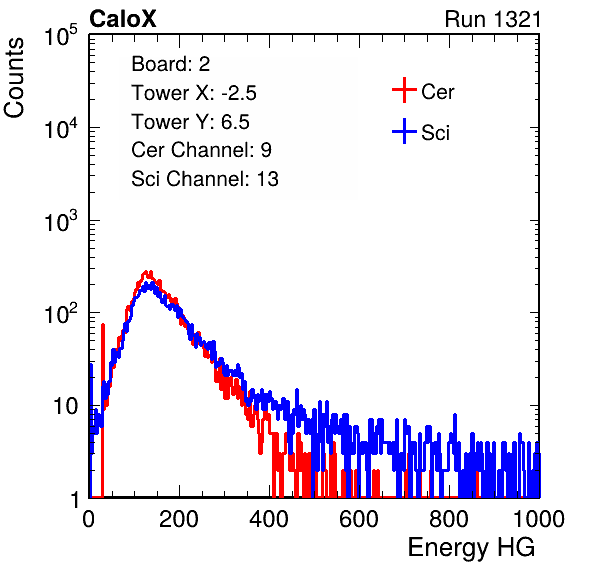 CaloX Run 1321
Counts
Board: 2
Tower X: -2.5
Tower Y: 6.5
Cer Channel: 9
Sci Channel: 13
Cer
Sci
10^5
10^4
10^3
10^2
10
1
0 200 400 600 800 1000
Energy HG